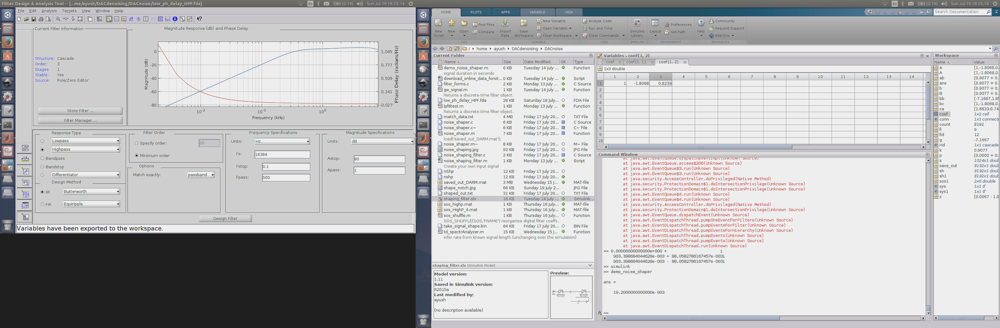 Filter Design & Analysis Tool - [...me/ayush/DACdenoising/DACnoise/low_ph_delay_HPF.fda]
En (0:19) Sun Jul 19 19:25:14
File Edit Analysis Targets View Window Help
Current Filter Information
Structure: Cascade
Order: 3
Stages 1
Stable: Yes
Source: Pole/Zero Editor
Store Filter ...
Filter Manager ...
Magnitude Response (dB) and Phase Delay
Magnitude (dB)
0
-20
-40
-60
-80
10-2 10-1 100
Frequency (kHz)
1.045
0.777
0.509
0.241
-0.027
Phase Delay (radians/Hz)
Response Type
Lowpass
Highpass
Bandpass
Bandstop
Differentiator
Design Method
IIR Butterworth
FIR Equiripple
Filter Order
Specify order: 20
Minimum order
Options
Match exactly: passband
Frequency Specifications
Units: Hz
Fs: 16384
Fstop: 0.1
Fpass: 500
Magnitude Specifications
Units: dB
Astop: 80
Apass: 1
Design Filter
Variables have been exported to the workspace.
En (0:19) Sun Jul 19 19:25:14
HOME PLOTS APPS VARIABLE VIEW
Search Documentation
New Script
New
Open
Find Files
Compare
Import Data
Save Workspace
New Variable
Open Variable
Clear Workspace
Analyze Code
Run and Time
Clear Commands
Simulink Library
Layout
Preferences
Set Path
Help
Community
Request Support
Add-Ons
FILE VARIABLE CODE SIMULINK ENVIRONMENT RESOURCES
/ home ayush DACdenoising DACnoise
Current Folder
Name Size Date Modified Git Type
demo_noise_shaper.m 6 KB Tuesday 14 July ... Function
signal duration in seconds
download_online_data_forsit... 0 KB Tuesday 14 July ... Script
filter_forms.c 2 KB Monday 13 July ... C Source
gw_signal.m 1 KB Tuesday 14 July ... Function
Returns a discrete-time filter object.
low_ph_delay_HPF.fda 28 KB Saturday 18 July... FDA File
lpf8test.m 1 KB Monday 13 July ... Function
Returns a discrete-time filter object.
match_data.txt 4 MB Friday 17 July 20... TXT File
noise_shaper.c 6 KB Friday 17 July 20... C Source
noise_shaper.c~ 6 KB Friday 17 July 20... C~ File
noise_shaper.m 7 KB Friday 17 July 20... Function
load('saved_out_DARM.mat');
noise_shaper.m~ 8 KB Friday 17 July 20... M~ File
noise_shaping.jpg 93 KB Friday 17 July 20... JPG File
noise_shaping_filter.c 2 KB Friday 17 July 20... C Source
noise_shaping_filter.m 1 KB Monday 13 July ... Script
Create your own input signal
nShp 12 KB Friday 17 July 20...
nshp 12 KB Friday 17 July 20...
saved_out_DARM.mat 3 MB Wednesday 15 J... MAT-file
shape_notch.jpg 66 KB Sunday 19 July 2... JPG File
shaped_out.txt 31 KB Friday 17 July 20... TXT File
shaping_filter.slx 16 KB Tuesday 14 July ... Simulink...
sos_highp.mat 1 KB Thursday 16 July... MAT-file
sos_HighP_4.mat 1 KB Thursday 16 July... MAT-file
sos_shuffle.m 1 KB Thursday 16 July... Function
SOS_SHUFFLE(SOS,'FNAME') reorganize digital filter coeffs.
take_signal_shape.bin 64 KB Friday 17 July 20... BIN File
td_spectrAnalyzer.m 15 KB Wednesday 15 J... Function
infer rate from known signal length (unchanging over the simulation)
shaping_filter.slx (Simulink Model)
Model version:
1.11
Saved in Simulink version:
R2015a
Last modified by:
ayush
(no description available)
Preview:
Variables - coef{1, 2}
coef coef{1, 1} coef{1, 2}
1x3 double
1 2 3 4 5 6 7 8 9 10 11 12 13 14
1 1 -1.8068 0.8239
2
3
4
5
6
7
8
9
10
Command Window
at java.awt.EventQueue.dispatchEventImpl(Unknown Source)
at java.awt.EventQueue.access$200(Unknown Source)
at java.awt.EventQueue$3.run(Unknown Source)
at java.awt.EventQueue$3.run(Unknown Source)
at java.security.AccessController.doPrivileged(Native Method)
at java.security.ProtectionDomain$1.doIntersectionPrivilege(Unknown Source)
at java.security.ProtectionDomain$1.doIntersectionPrivilege(Unknown Source)
at java.awt.EventQueue$4.run(Unknown Source)
at java.awt.EventQueue$4.run(Unknown Source)
at java.security.AccessController.doPrivileged(Native Method)
at java.security.ProtectionDomain$1.doIntersectionPrivilege(Unknown Source)
at java.awt.EventQueue.dispatchEvent(Unknown Source)
at java.awt.EventDispatchThread.pumpOneEventForFilters(Unknown Source)
at java.awt.EventDispatchThread.pumpEventsForFilter(Unknown Source)
at java.awt.EventDispatchThread.pumpEventsForHierarchy(Unknown Source)
at java.awt.EventDispatchThread.pumpEvents(Unknown Source)
at java.awt.EventDispatchThread.pumpEvents(Unknown Source)
at java.awt.EventDispatchThread.run(Unknown Source)
>> 0.00000000000000e+000 + i
903.398684044628e-003 + 88.0582786167457e-003i
903.398684044628e-003 - 88.0582786167457e-003i
>> simulink
>> demo_noise_shaper
ans =
19.2000000000000e-003
fx >>
Workspace
Name Value
a [1,-1.8068,0.
A [1,-1.8068,0.
ab [0.9077 + 0.
ans [0.9077 + 0.
b [0.9077 + 0.
B [0.9077 + 0.
bb [-7.1667,1.85
bc [1,-1.8068,0.
ca [1.6633;0.74
coef 1x2 cell
conn 1x1 connecti
count 8192
fi 9
fid 12
g -7.1667
Hd 1x1 cascade
k 0.9077
p [0.0000 + 0.
s 1024x1 doub
save_out 8192x1 doub
sh 8192x1 doub
sh1 8192x1 doub
sos1 2x6 double
sys 1x1 tf
sys1 1x1 tf
z [0.0067 - 1.0